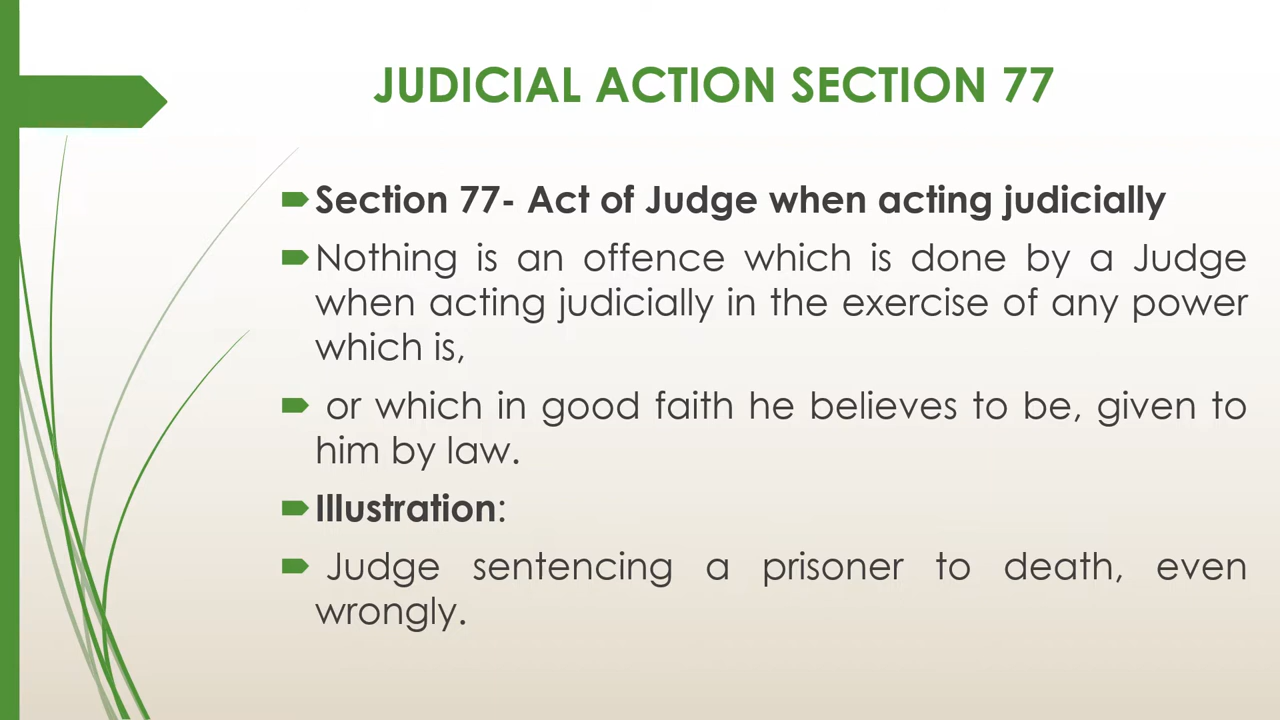 JUDICIAL ACTION SECTION 77
Section 77- Act of Judge when acting judicially
Nothing is an offence which is done by a Judge
when acting judicially in the exercise of any power
which is,
or which in good faith he believes to be, given to
him by law.
Illustration:
Judge sentencing a prisoner to death, even
wrongly.